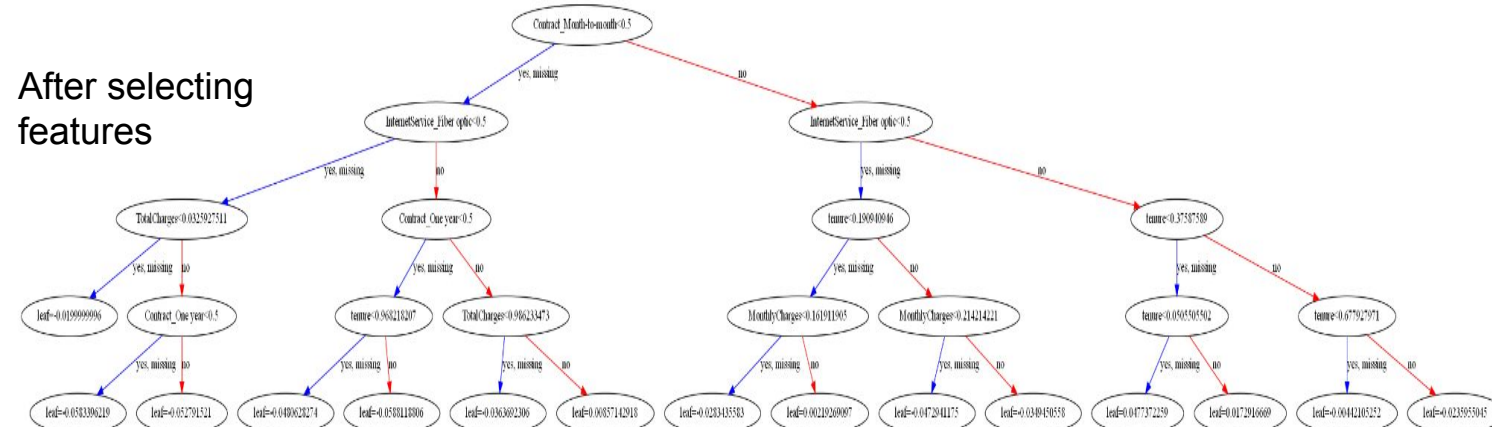 After selecting
features
Contract_Month-to-month<0.5
yes, missing
no
InternetService_Fiber optic<0.5
InternetService_Fiber optic<0.5
yes, missing
no
yes, missing
no
TotalCharges<0.0325927511
Contract_One year<0.5
tenure<0.190940946
tenure<0.37587589
yes, missing
no
yes, missing
no
yes, missing
no
yes, missing
no
leaf=-0.0199999996
Contract_One year<0.5
tenure<0.968218207
TotalCharges<0.986233473
MonthlyCharges<0.161911905
MonthlyCharges<0.214214221
tenure<0.0505505502
tenure<0.677927971
yes, missing
no
yes, missing
no
yes, missing
no
yes, missing
no
yes, missing
no
yes, missing
no
yes, missing
no
leaf=-0.0583396219
leaf=-0.052791521
leaf=-0.0480628274
leaf=-0.0588118806
leaf=-0.0363692306
leaf=0.00857142918
leaf=-0.0283435583
leaf=0.00219269097
leaf=-0.0472941175
leaf=-0.0349450558
leaf=0.0477372259
leaf=0.0172916669
leaf=-0.00442105252
leaf=-0.0235955045